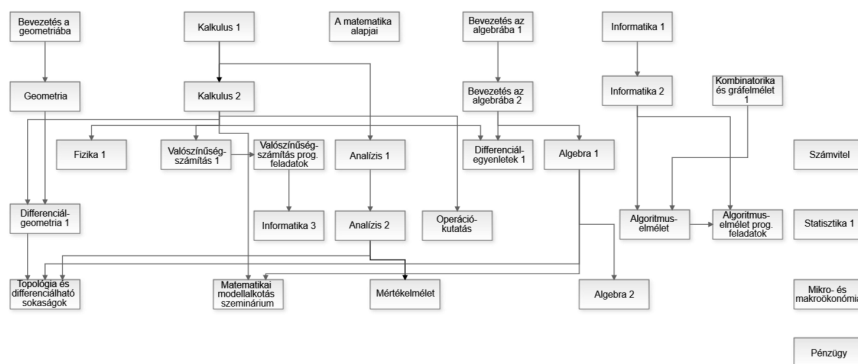 Bevezetés a
geometriába
Kalkulus 1
A matematika
alapjai
Bevezetés az
algebrába 1
Informatika 1
Geometria
Kalkulus 2
Bevezetés az
algebrába 2
Informatika 2
Kombinatorika
és gráfelmélet
1
Fizika 1
Valószínűség-
számítás 1
Valószínűség-
számítás prog.
feladatok
Analízis 1
Differenciál-
egyenletek 1
Algebra 1
Számvitel
Differenciál-
geometria 1
Informatika 3
Analízis 2
Operáció-
kutatás
Algoritmus-
elmélet
Algoritmus-
elmélet prog.
feladatok
Statisztika 1
Topológia és
differenciálható
sokaságok
Matematikai
modellalkotás
szeminárium
Mértékelmélet
Algebra 2
Mikro- és
makroökonómia
Pénzügy